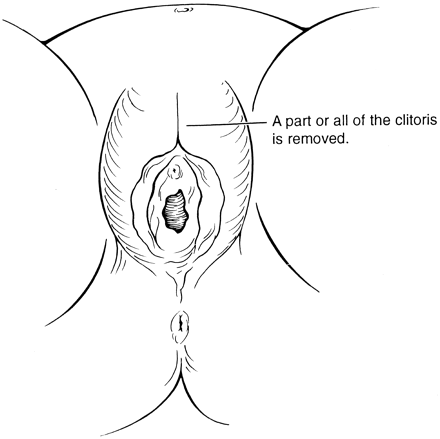 A part or all of the clitoris
is removed.